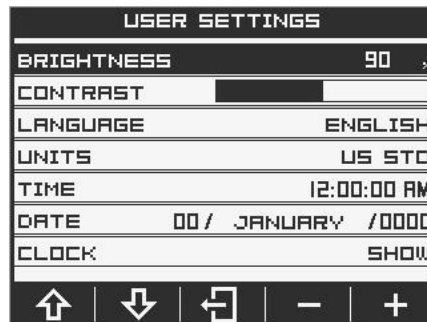 USER SETTINGS
BRIGHTNESS 90 %
CONTRAST
LANGUAGE ENGLISH
UNITS US STD
TIME 12:00:00 AM
DATE 00 / JANUARY / 0000
CLOCK SHOW